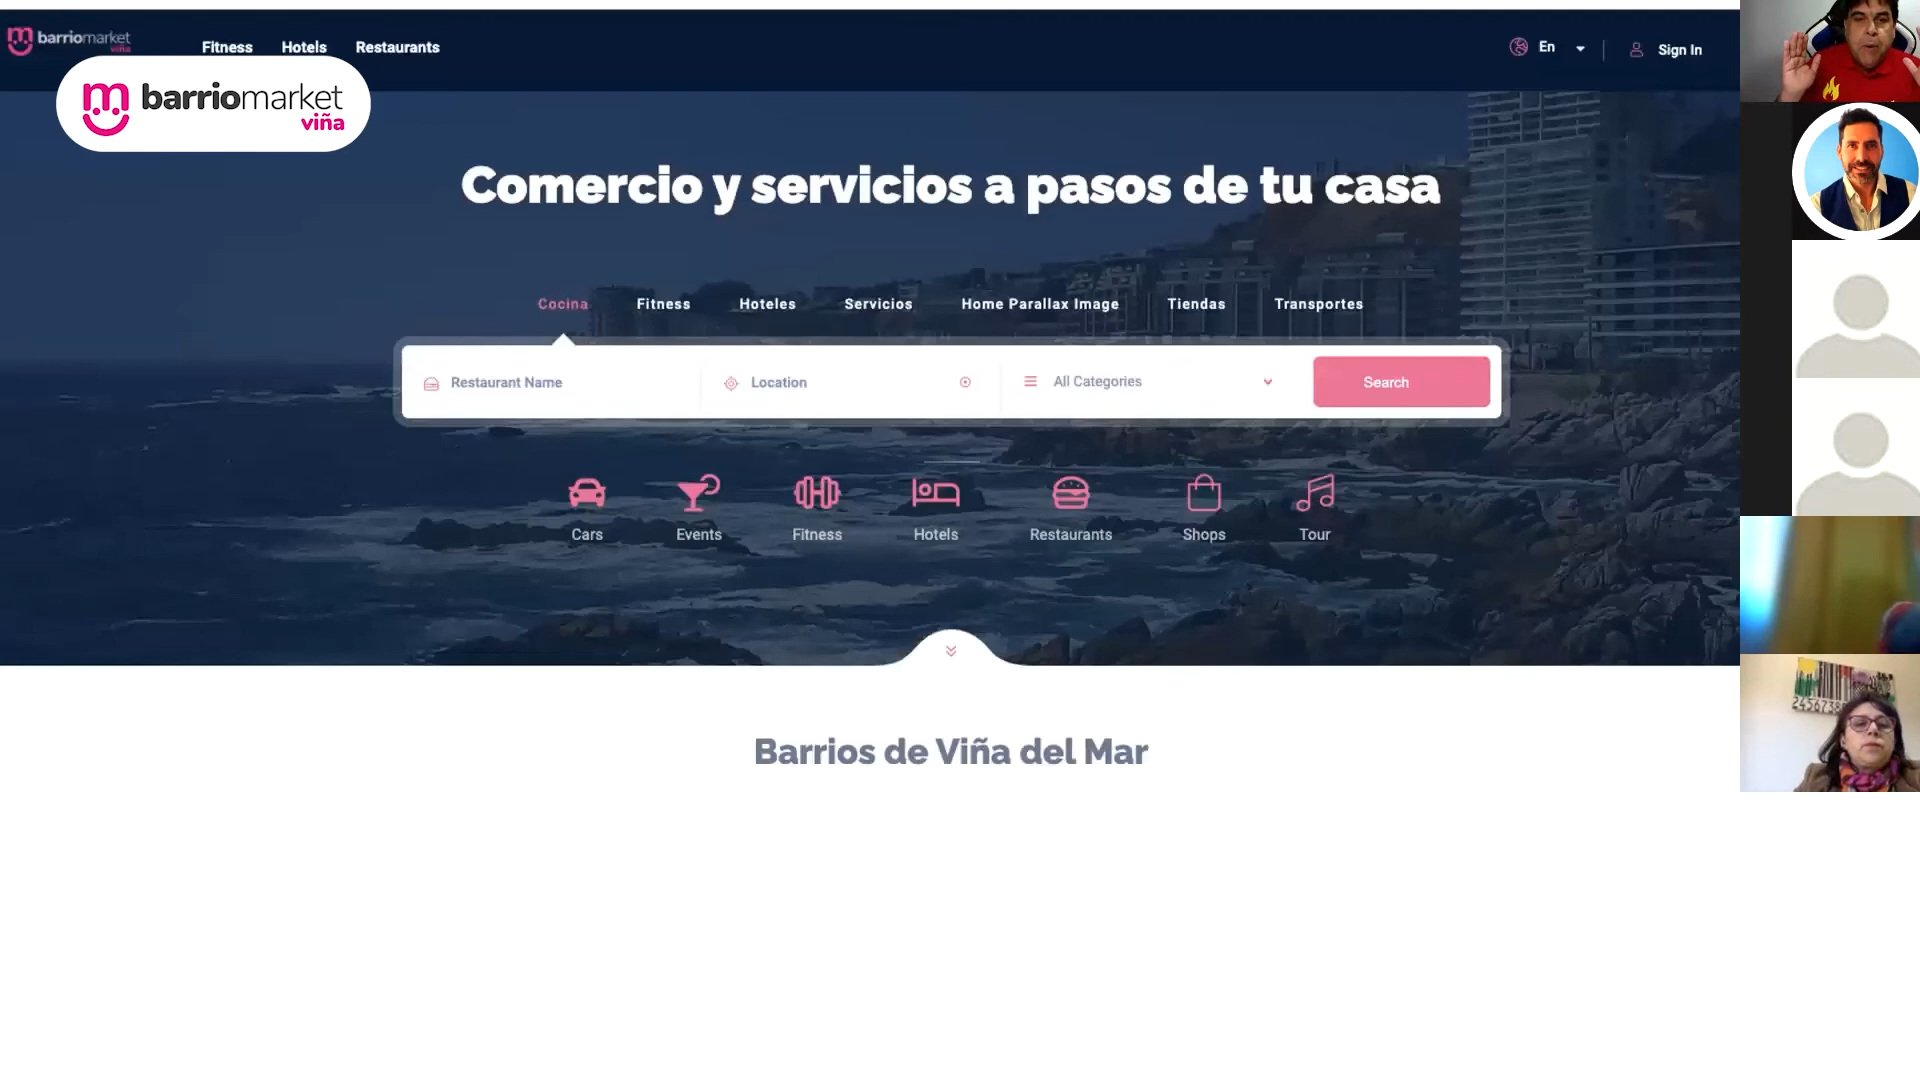 barriomarket
viña
Fitness Hotels Restaurants
En
Sign In
barriomarket
viña
Comercio y servicios a pasos de tu casa
Cocina Fitness Hoteles Servicios Home Parallax Image Tiendas Transportes
Restaurant Name Location All Categories Search
Cars Events Fitness Hotels Restaurants Shops Tour
Barrios de Viña del Mar